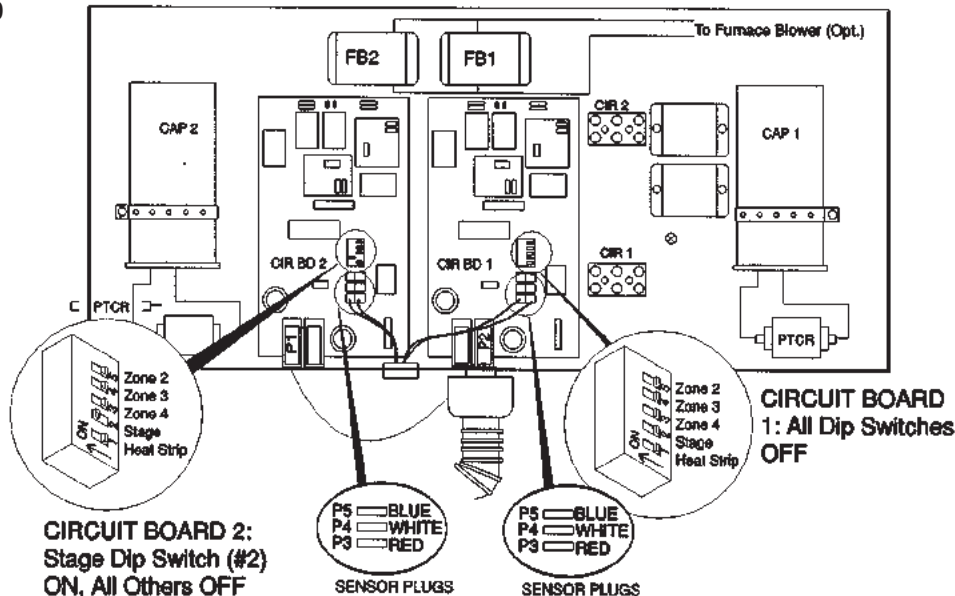 To Furnace Blower (Opt.)
FB2
FB1
CAP 2
CIR 2
CAP 1
CIR BD 2
CIR BD 1
CIR 1
PTCR
P1
P2
PTCR
Zone 2
Zone 3
Zone 4
Stage
Heat Strip
ON
Zone 2
Zone 3
Zone 4
Stage
Heat Strip
ON
CIRCUIT BOARD
1: All Dip Switches
OFF
CIRCUIT BOARD 2:
Stage Dip Switch (#2)
ON, All Others OFF
P5 BLUE
P4 WHITE
P3 RED
SENSOR PLUGS
P5 BLUE
P4 WHITE
P3 RED
SENSOR PLUGS